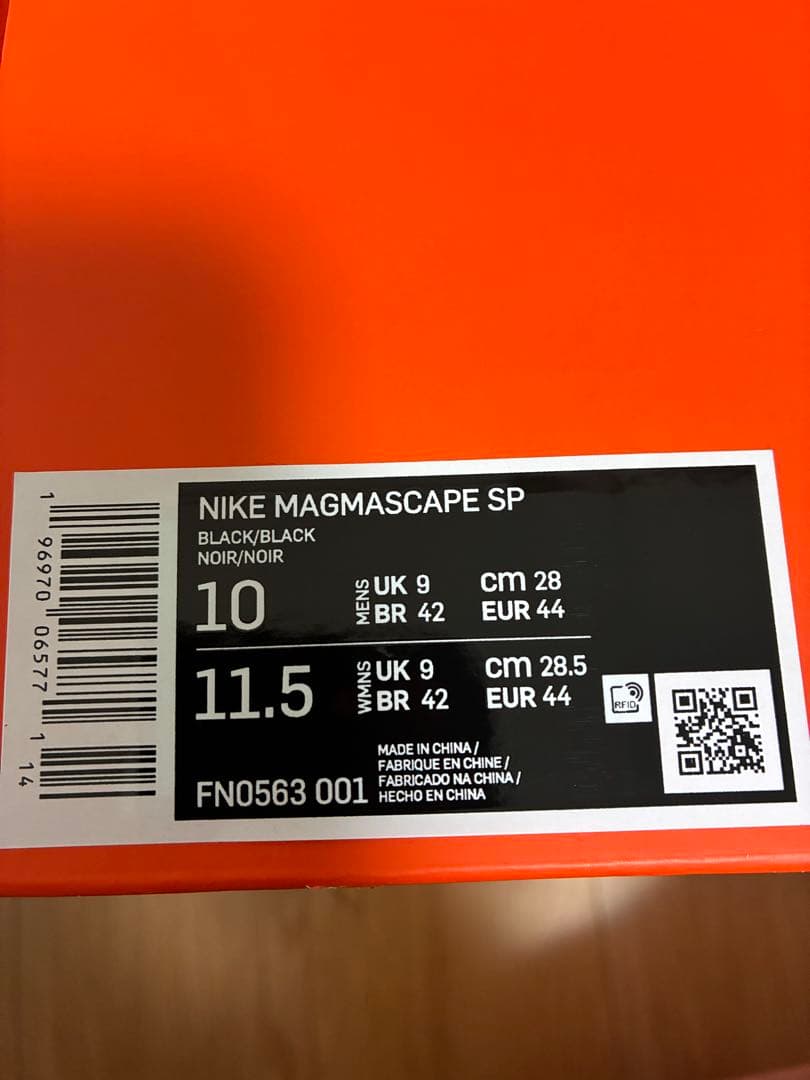 NIKE MAGMASCAPE SP
BLACK/BLACK
NOIR/NOIR
10 MENS UK 9 cm 28
BR 42 EUR 44
11.5 WMNS UK 9 cm 28.5
BR 42 EUR 44
RFID
MADE IN CHINA /
FABRIQUE EN CHINE /
FABRICADO NA CHINA /
HECHO EN CHINA
FN0563 001
1 96970 06577 1 14